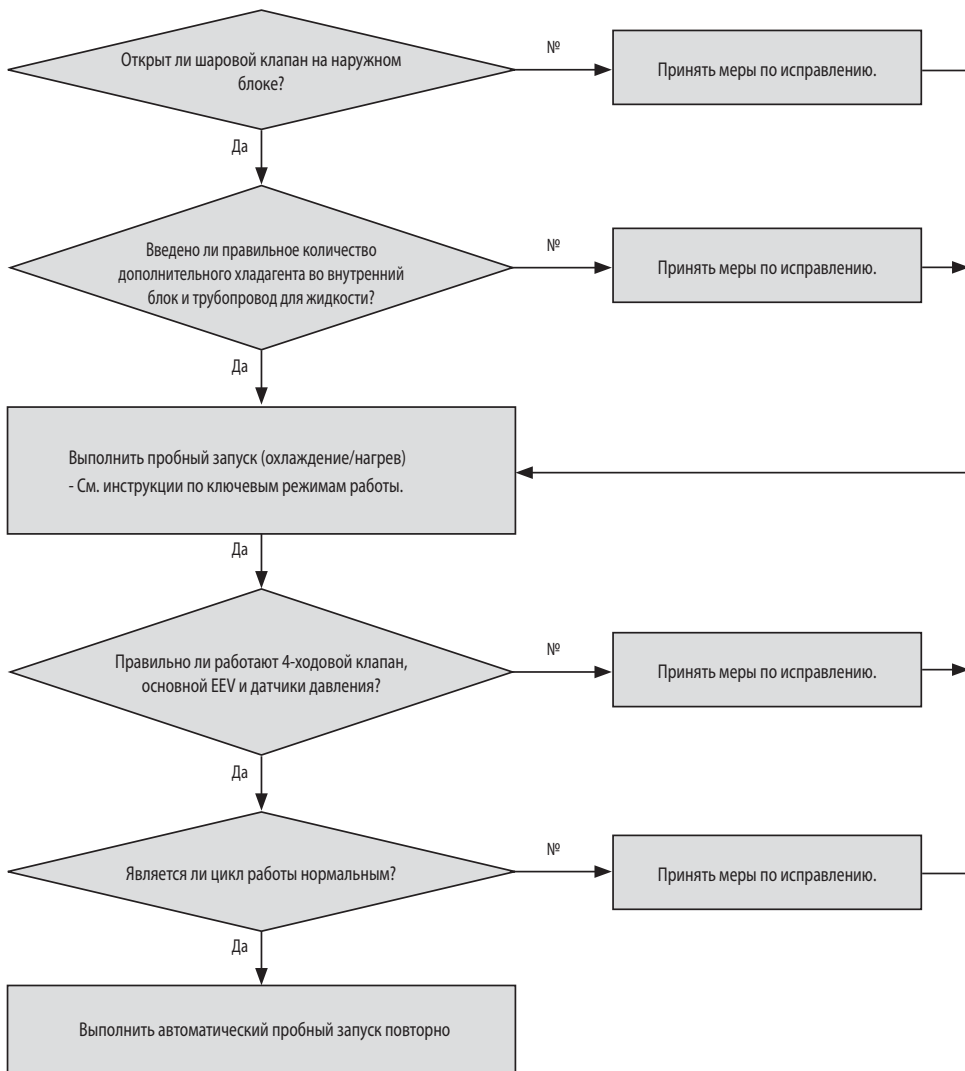 Открыт ли шаровой клапан на наружном
блоке?
№
Принять меры по исправлению.
Да
Введено ли правильное количество
дополнительного хладагента во внутренний
блок и трубопровод для жидкости?
№
Принять меры по исправлению.
Да
Выполнить пробный запуск (охлаждение/нагрев)
- См. инструкции по ключевым режимам работы.
Да
Правильно ли работают 4-ходовой клапан,
основной EEV и датчики давления?
№
Принять меры по исправлению.
Да
Является ли цикл работы нормальным?
№
Принять меры по исправлению.
Да
Выполнить автоматический пробный запуск повторно